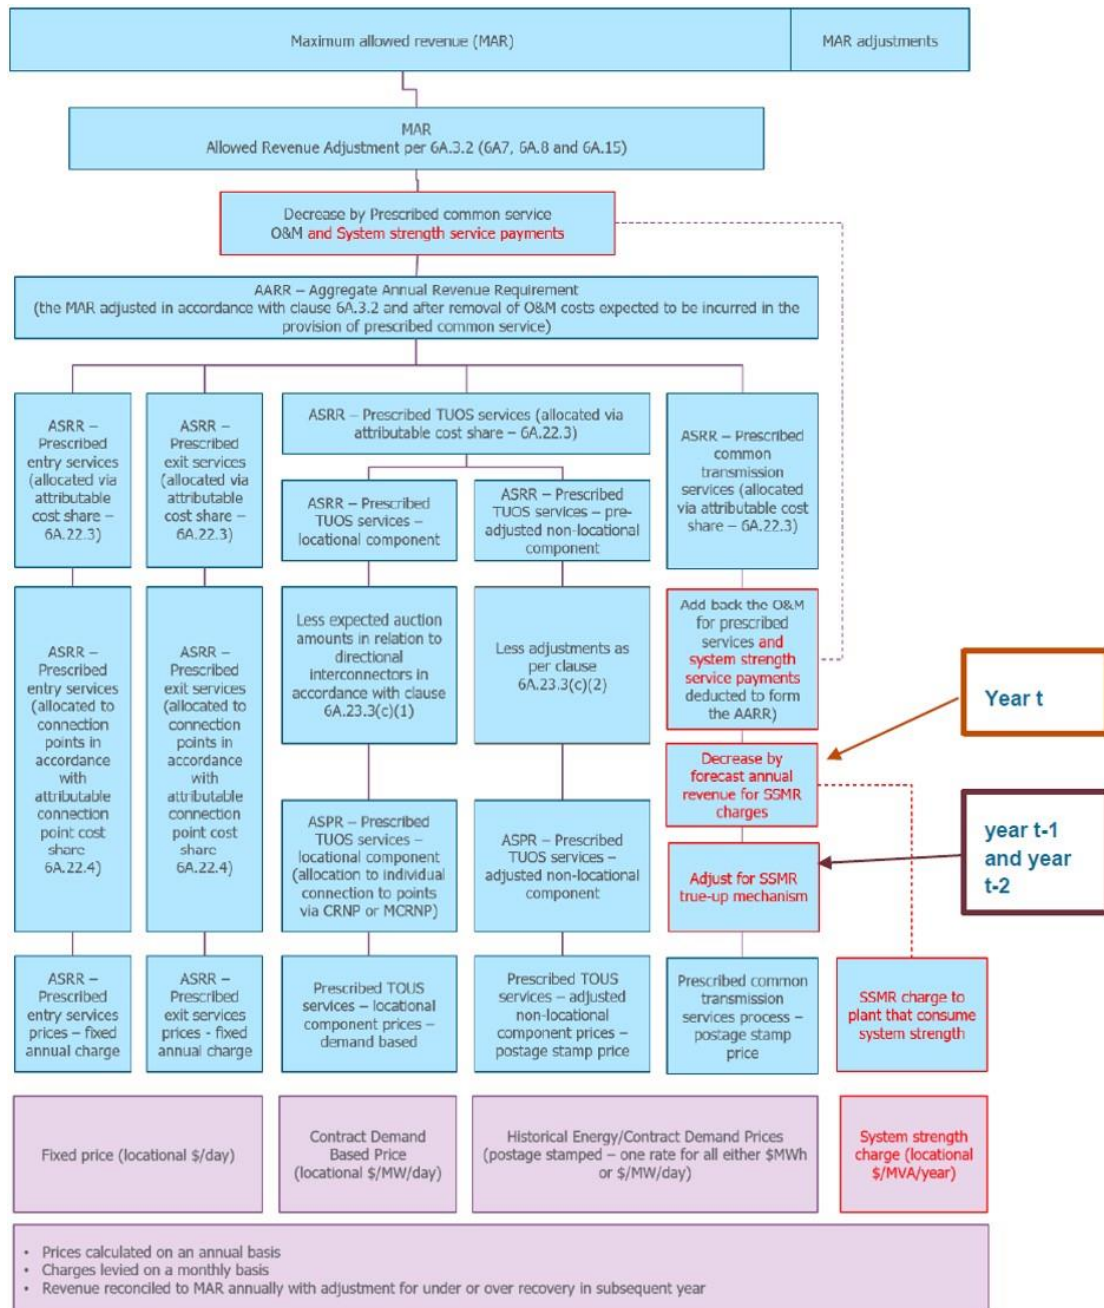 Maximum allowed revenue (MAR)
MAR adjustments
MAR
Allowed Revenue Adjustment per 6A.3.2 (6A7, 6A.8 and 6A.15)
Decrease by Prescribed common service
O&M and System strength service payments
AARR – Aggregate Annual Revenue Requirement
(the MAR adjusted in accordance with clause 6A.3.2 and after removal of O&M costs expected to be incurred in the
provision of prescribed common service)
ASRR –
Prescribed
entry services
(allocated via
attributable
cost share –
6A.22.3)
ASRR –
Prescribed
exit services
(allocated via
attributable
cost share –
6A.22.3)
ASRR – Prescribed TUOS services (allocated via
attributable cost share – 6A.22.3)
ASRR – Prescribed
common
transmission
services (allocated
via attributable cost
share – 6A.22.3)
ASRR – Prescribed
TUOS services –
locational
component
ASRR – Prescribed
TUOS services – pre-
adjusted non-locational
component
ASRR –
Prescribed
entry services
(allocated to
connection
points in
accordance
with
attributable
connection
point cost
share
6A.22.4)
ASRR –
Prescribed
exit services
(allocated to
connection
points in
accordance
with
attributable
connection
point cost
share
6A.22.4)
Less expected auction
amounts in relation to
directional
interconnectors in
accordance with clause
6A.23.3(c)(1)
Less adjustments as
per clause
6A.23.3(c)(2)
Add back the O&M
for prescribed
services and
system strength
service payments
deducted to form
the AARR)
Year t
Decrease by
forecast annual
revenue for SSMR
charges
year t-1
and year
t-2
ASPR – Prescribed
TUOS services –
locational component
(allocation to individual
connection to points
via CRNP or MCRNP)
ASPR – Prescribed
TUOS services –
adjusted non-locational
component
Adjust for SSMR
true-up mechanism
ASRR –
Prescribed
entry services
prices – fixed
annual charge
ASRR –
Prescribed
exit services
prices - fixed
annual charge
Prescribed TOUS
services – locational
component prices –
demand based
Prescribed TOUS
services – adjusted
non-locational
component prices –
postage stamp price
Prescribed common
transmission
services process –
postage stamp
price
SSMR charge to
plant that consume
system strength
Fixed price (locational $/day)
Contract Demand
Based Price
(locational $/MW/day)
Historical Energy/Contract Demand Prices
(postage stamped – one rate for all either $MWh
or $/MW/day)
System strength
charge (locational
$/MVA/year)
• Prices calculated on an annual basis
• Charges levied on a monthly basis
• Revenue reconciled to MAR annually with adjustment for under or over recovery in subsequent year